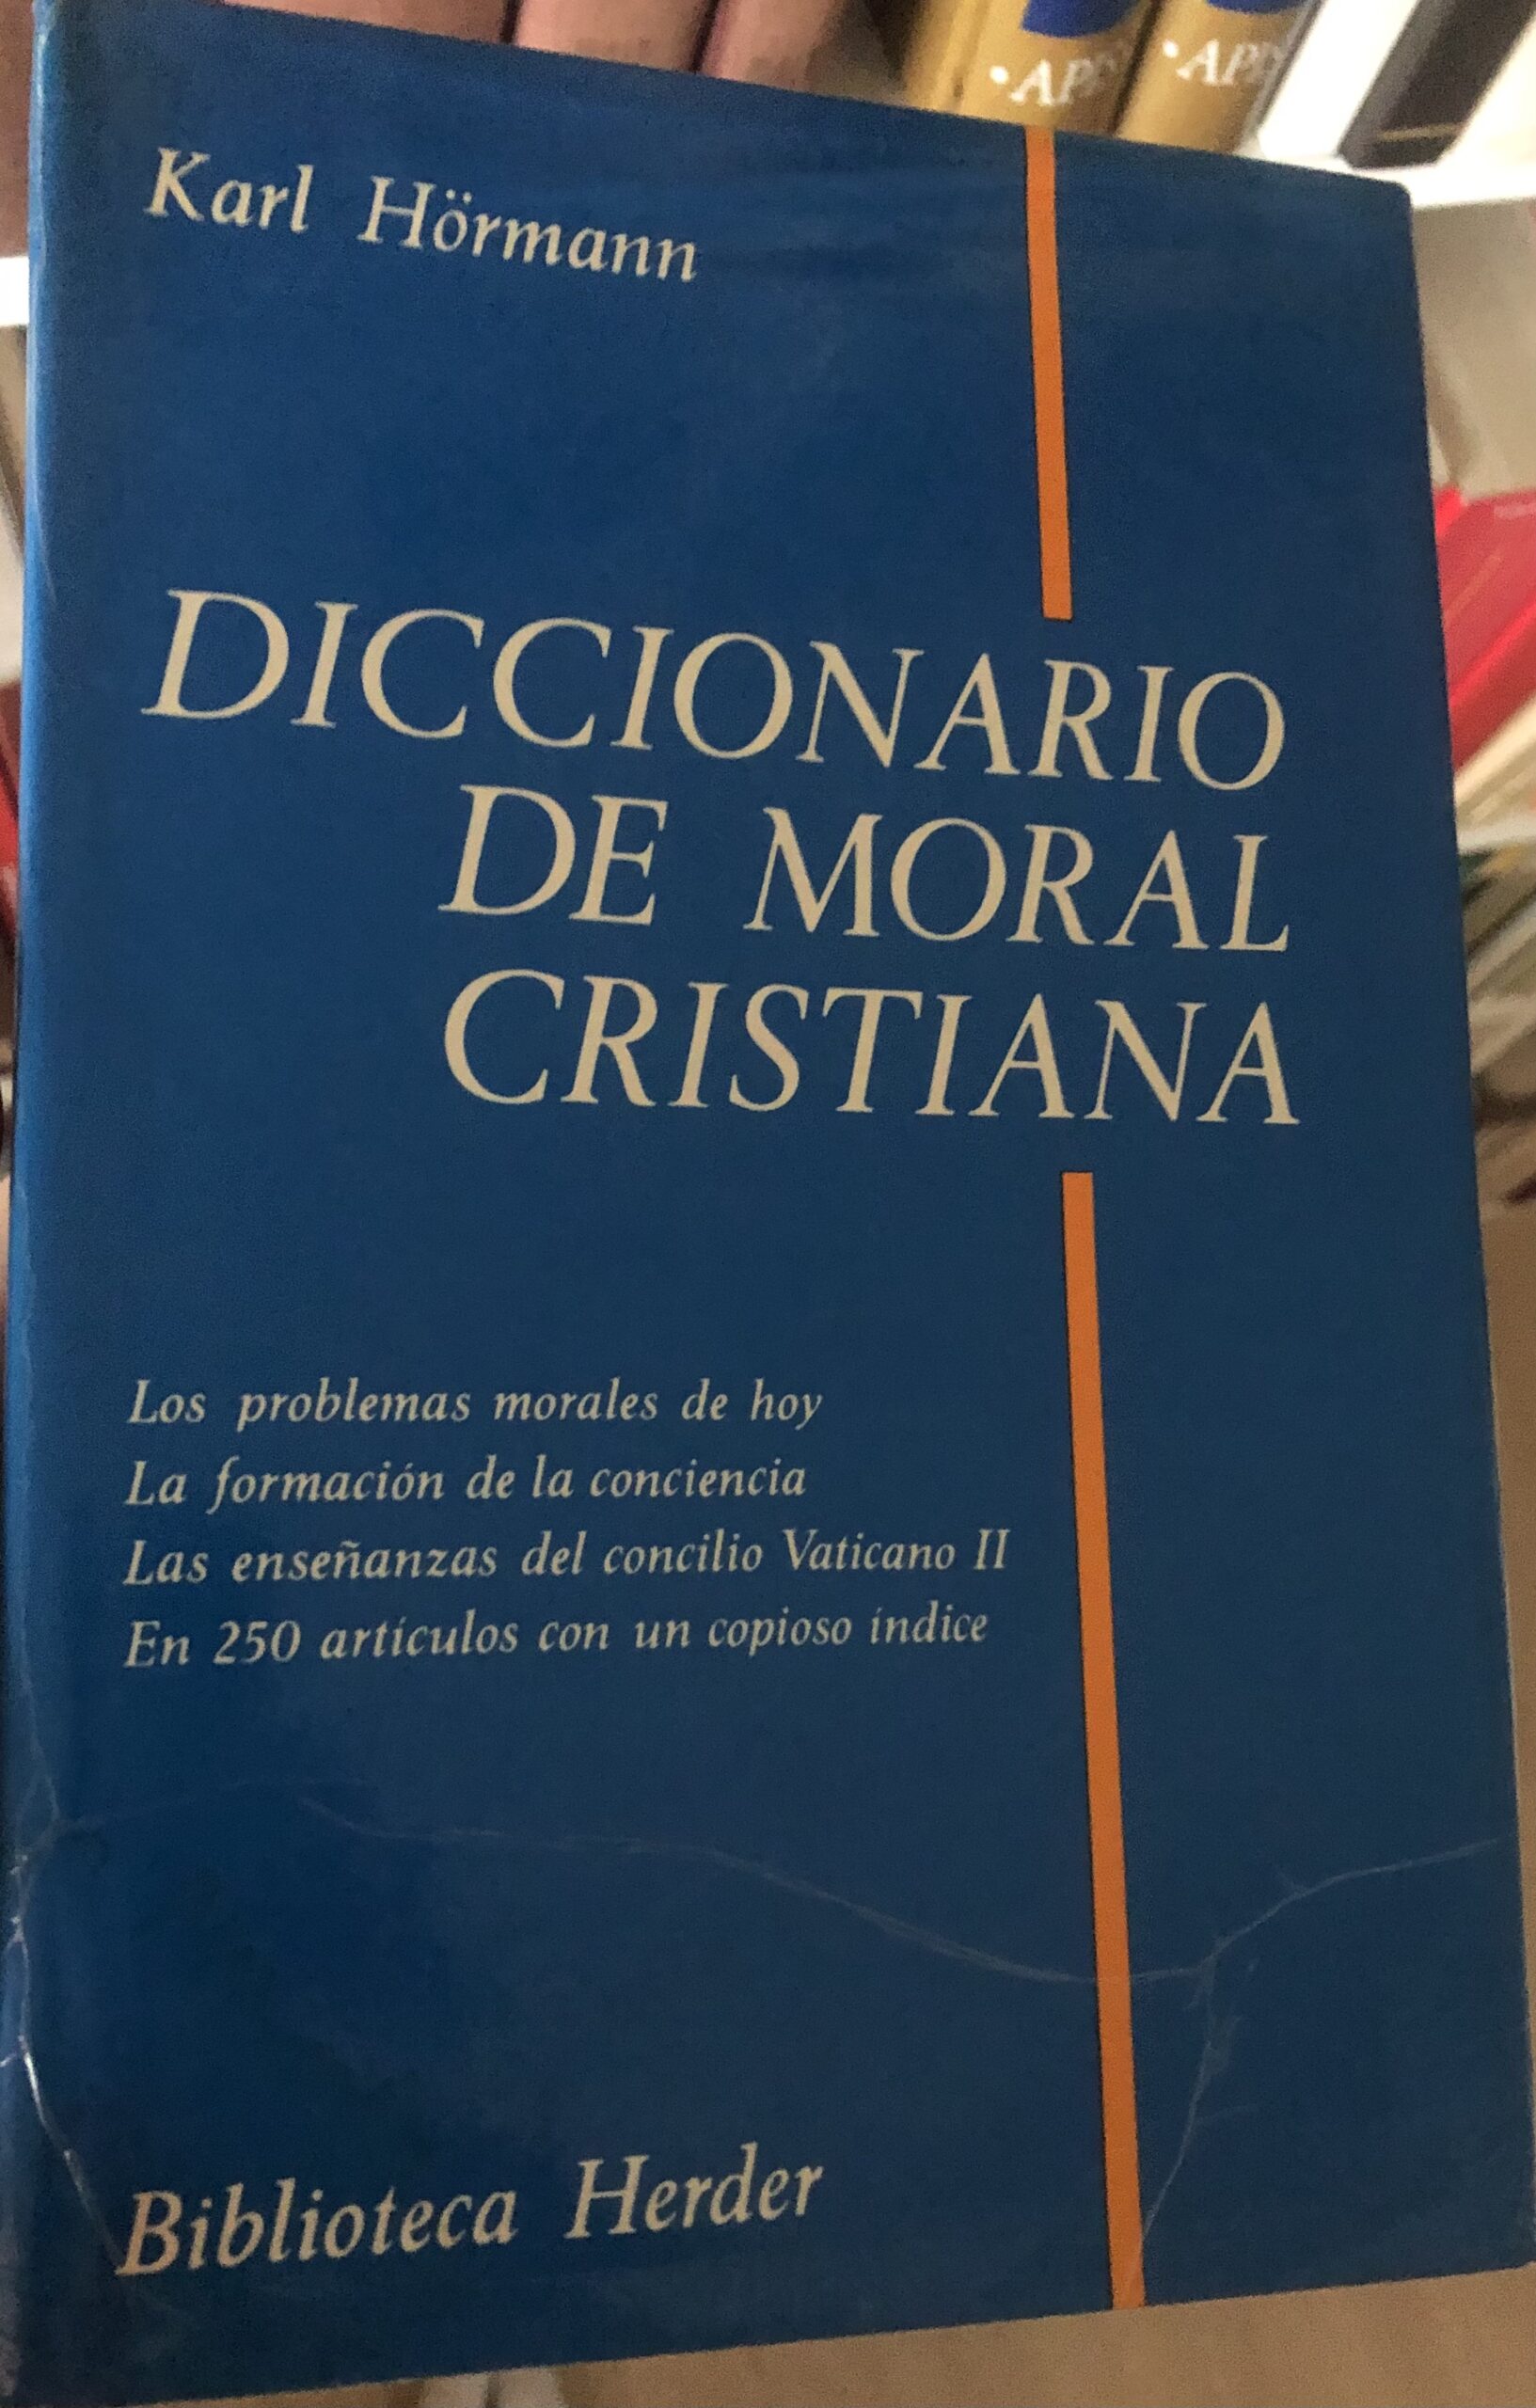 Karl Hörmann
DICCIONARIO
DE MORAL
CRISTIANA
Los problemas morales de hoy
La formación de la conciencia
Las enseñanzas del concilio Vaticano II
En 250 artículos con un copioso índice
Biblioteca Herder